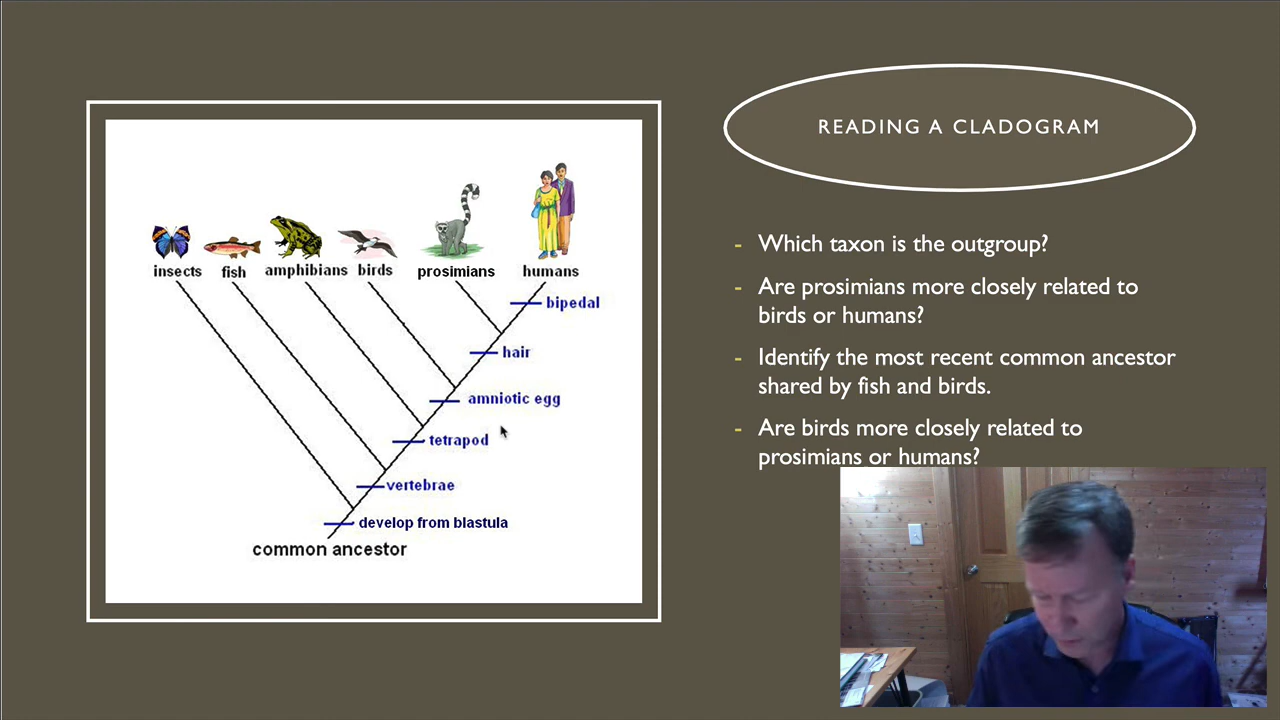 READING A CLADOGRAM
insects fish amphibians birds prosimians humans
bipedal
hair
amniotic egg
tetrapod
vertebrae
develop from blastula
common ancestor
- Which taxon is the outgroup?
- Are prosimians more closely related to
birds or humans?
- Identify the most recent common ancestor
shared by fish and birds.
- Are birds more closely related to
prosimians or humans?